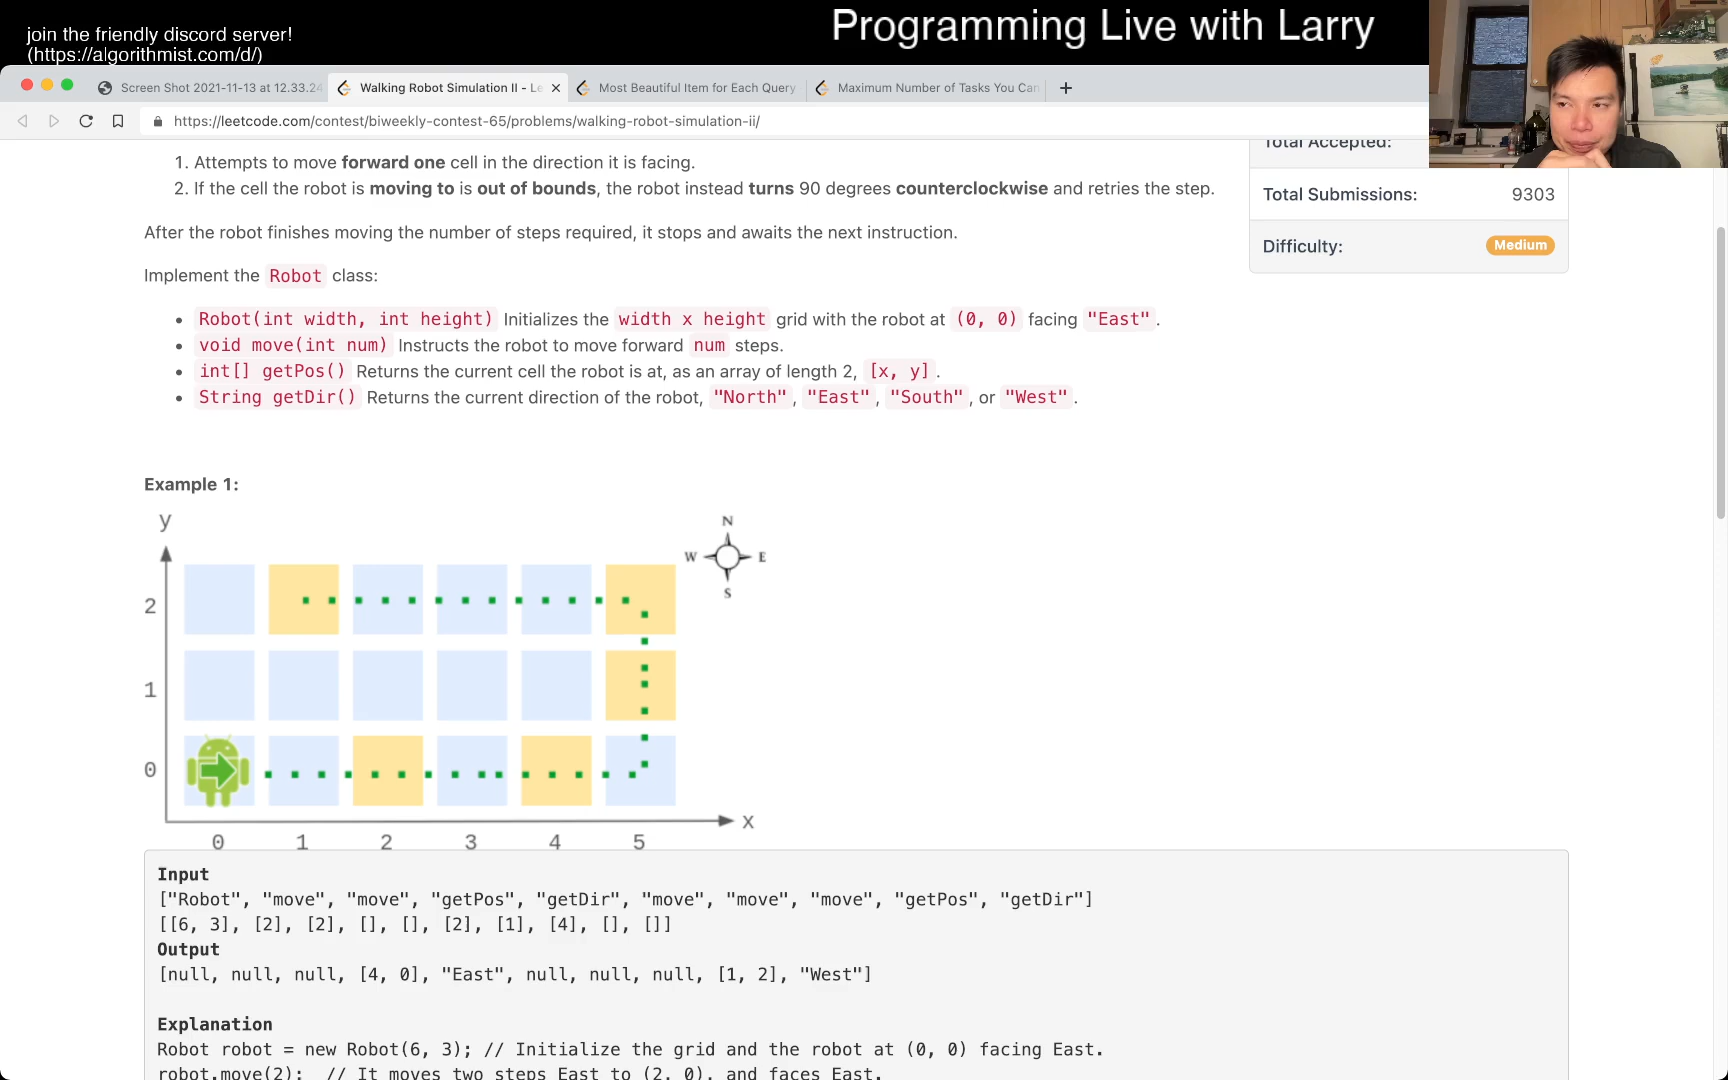 join the friendly discord server!
(https://algorithmist.com/d/)
Programming Live with Larry
Screen Shot 2021-11-13 at 12.33.24
Walking Robot Simulation II - Le
Most Beautiful Item for Each Query
Maximum Number of Tasks You Can
https://leetcode.com/contest/biweekly-contest-65/problems/walking-robot-simulation-ii/
1. Attempts to move forward one cell in the direction it is facing.
2. If the cell the robot is moving to is out of bounds, the robot instead turns 90 degrees counterclockwise and retries the step.
After the robot finishes moving the number of steps required, it stops and awaits the next instruction.
Implement the Robot class:
• Robot(int width, int height) Initializes the width x height grid with the robot at (0, 0) facing "East".
• void move(int num) Instructs the robot to move forward num steps.
• int[] getPos() Returns the current cell the robot is at, as an array of length 2, [x, y].
• String getDir() Returns the current direction of the robot, "North", "East", "South", or "West".
Total Accepted:
Total Submissions: 9303
Difficulty: Medium
Example 1:
y
N
W E
S
2
1
0
x
0 1 2 3 4 5
Input
["Robot", "move", "move", "getPos", "getDir", "move", "move", "move", "getPos", "getDir"]
[[6, 3], [2], [2], [], [], [2], [1], [4], [], []]
Output
[null, null, null, [4, 0], "East", null, null, null, [1, 2], "West"]
Explanation
Robot robot = new Robot(6, 3); // Initialize the grid and the robot at (0, 0) facing East.
robot.move(2); // It moves two steps East to (2, 0), and faces East.